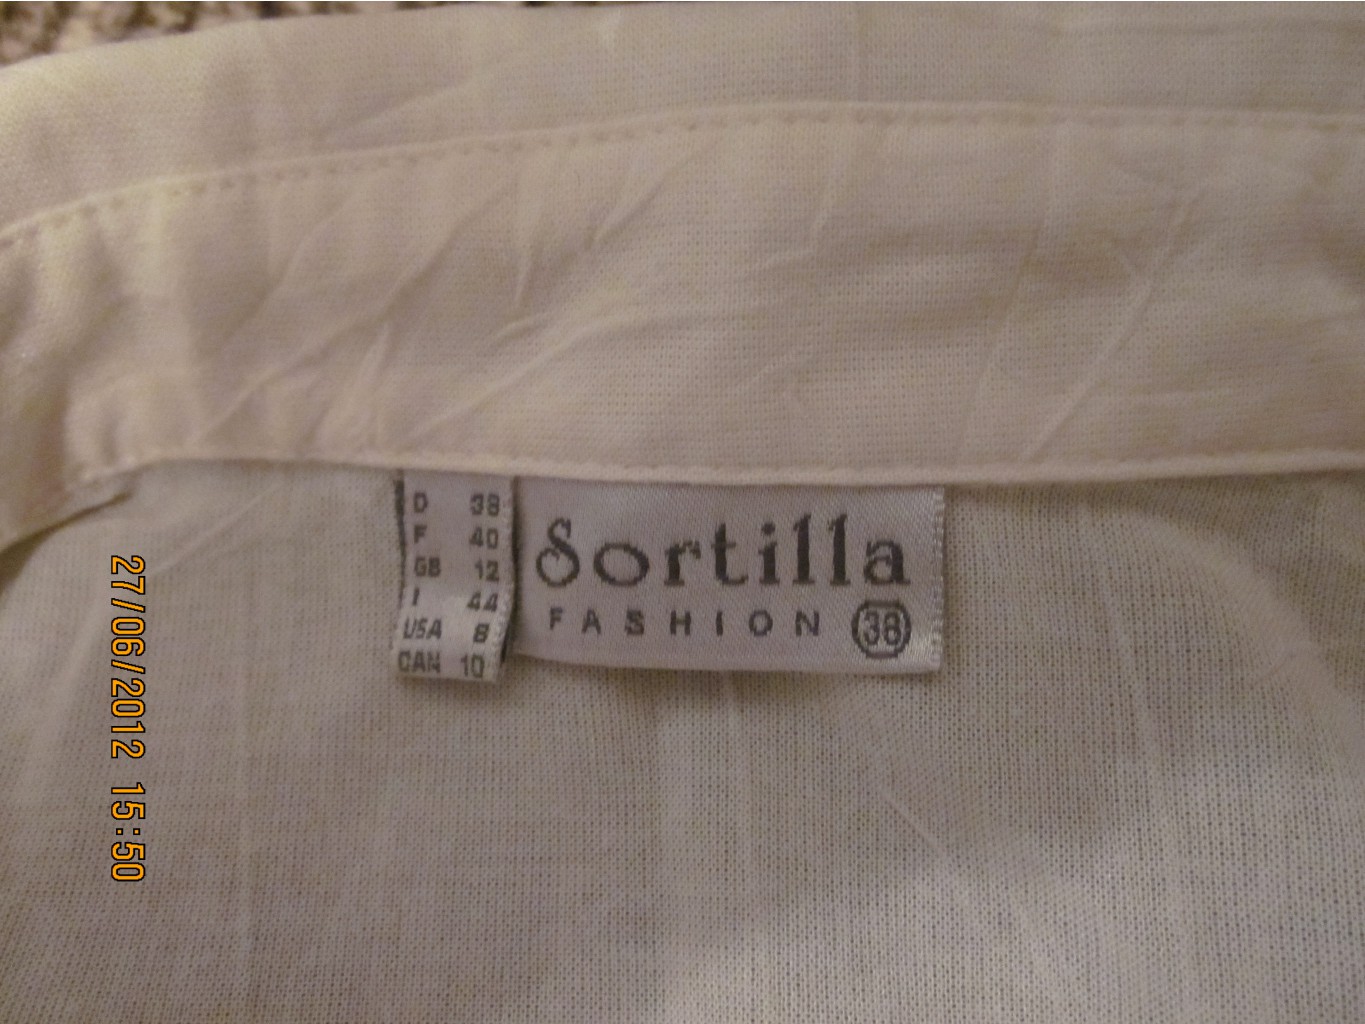 D 38
F 40
GB 12
I 44
USA 8
CAN 10
Sortilla
FASHION 38
27/06/2012 15:50